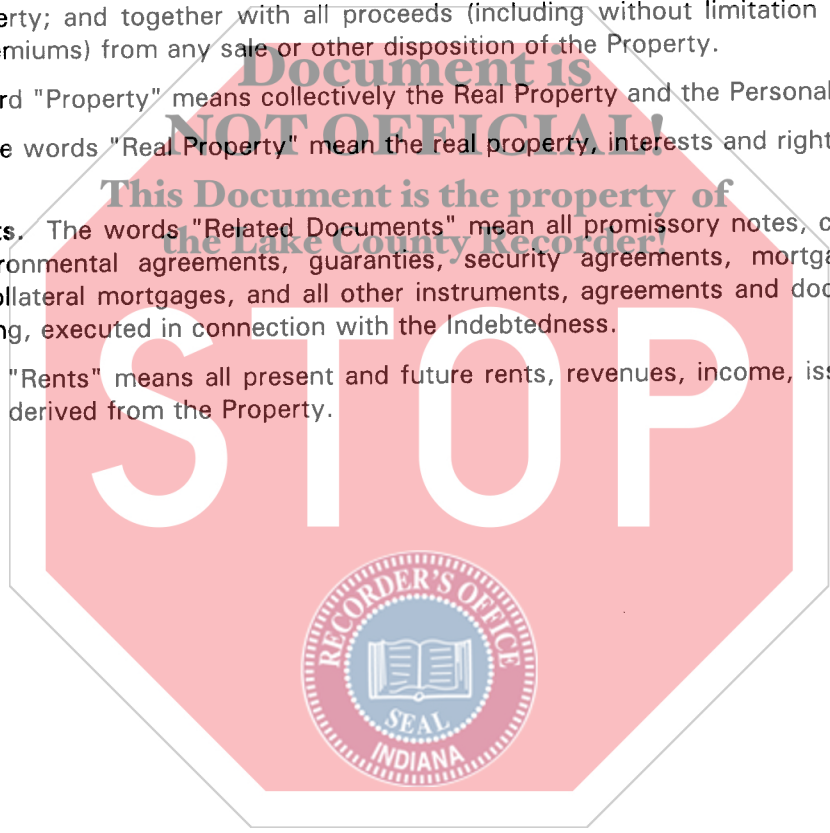 erty; and together with all proceeds (including without limitation
emiums) from any sale or other disposition of the Property.
Document is
rd "Property" means collectively the Real Property and the Personal
NOT OFFICIAL!
e words "Real Property" mean the real property, interests and right
This Document is the property of
ts. The words "Related Documents" mean all promissory notes, c
the Lake County Recorder!
ronmental agreements, guaranties, security agreements, mortga
ollateral mortgages, and all other instruments, agreements and doc
ng, executed in connection with the Indebtedness.
"Rents" means all present and future rents, revenues, income, iss
derived from the Property.
STOP
RECORDER'S OFFICE
SEAL
INDIANA